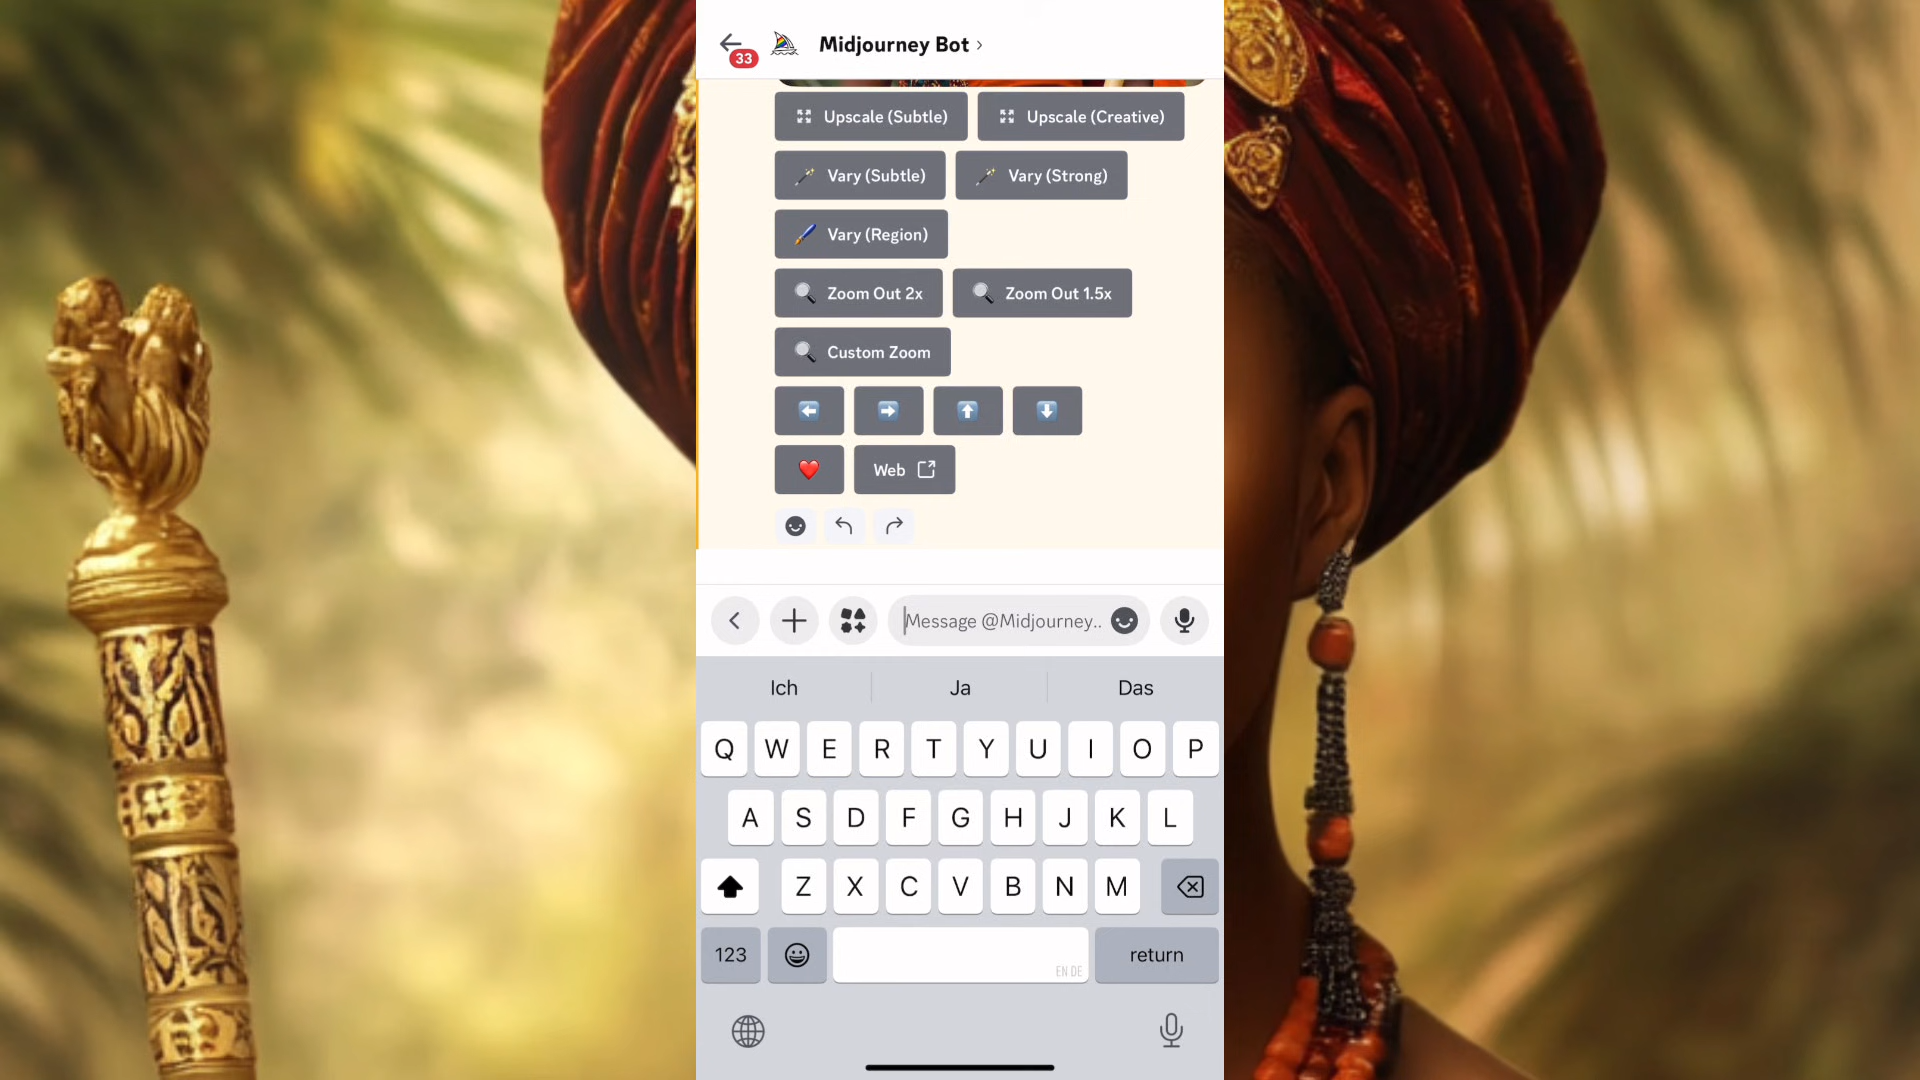 33
Midjourney Bot ›
Upscale (Subtle) Upscale (Creative)
Vary (Subtle) Vary (Strong)
Vary (Region)
Zoom Out 2x Zoom Out 1.5x
Custom Zoom
Web
Message @Midjourney..
Ich Ja Das
Q W E R T Y U I O P
A S D F G H J K L
Z X C V B N M
123 EN DE return